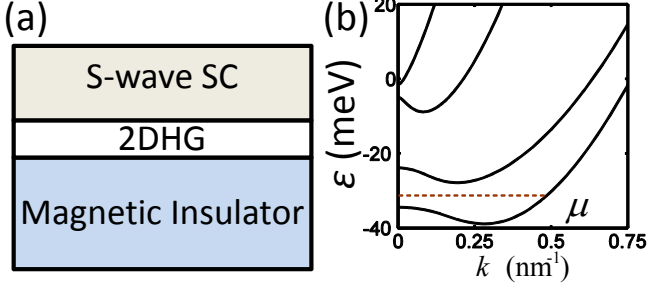 (a)
S-wave SC
2DHG
Magnetic Insulator
(b)
20
0
-20
-40
ε (meV)
μ
0 0.25 0.5 0.75
k (nm⁻¹)